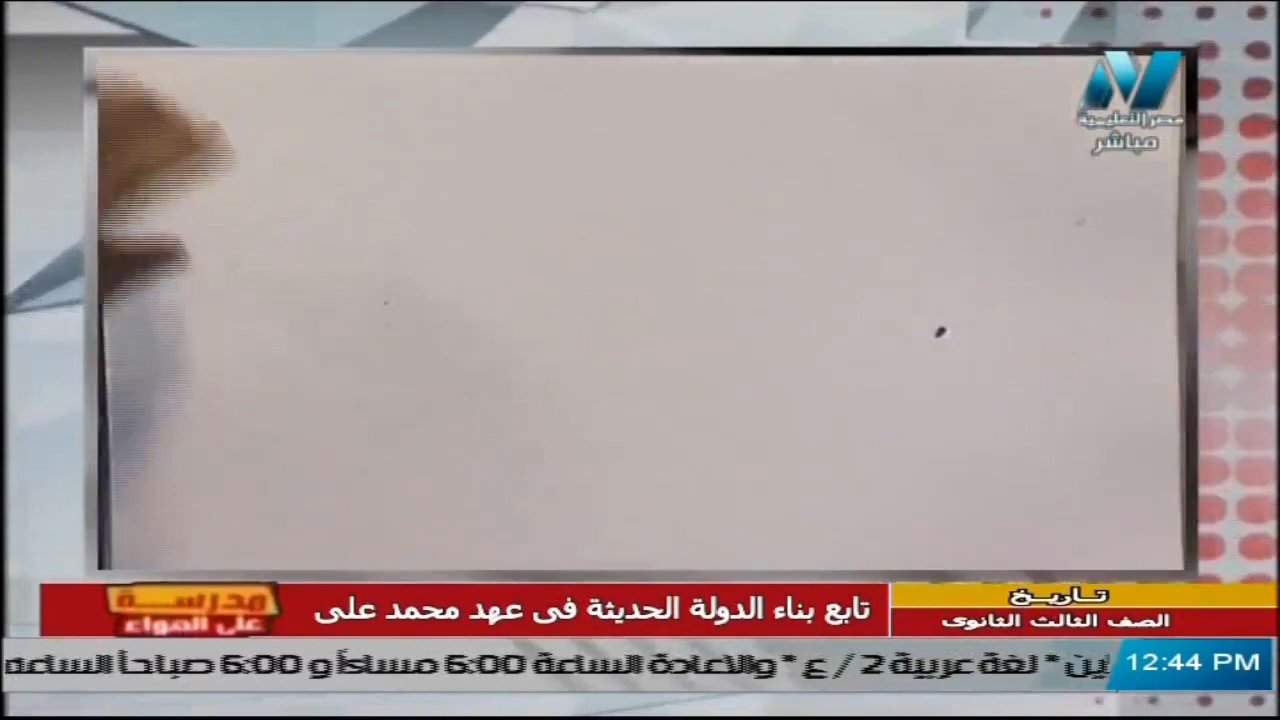 مصر التعليمية
مباشر
تاريخ
الصف الثالث الثانوى
تابع بناء الدولة الحديثة فى عهد محمد على
مدرسة
على الهواء
12:44 PM
لغة عربية 2 / ع * والاعادة الساعة 6:00 مساءً و 6:00 صباحاً الساعة